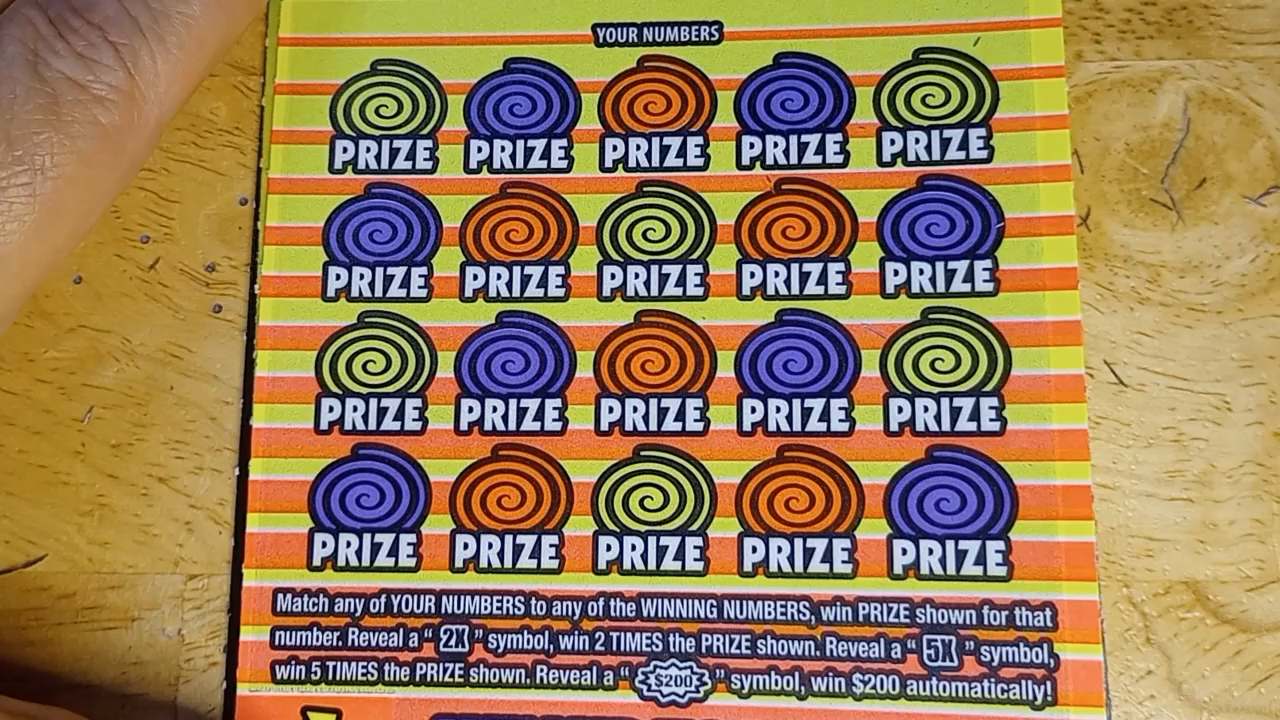 YOUR NUMBERS
PRIZE PRIZE PRIZE PRIZE PRIZE
PRIZE PRIZE PRIZE PRIZE PRIZE
PRIZE PRIZE PRIZE PRIZE PRIZE
PRIZE PRIZE PRIZE PRIZE PRIZE
Match any of YOUR NUMBERS to any of the WINNING NUMBERS, win PRIZE shown for that
number. Reveal a " 2X " symbol, win 2 TIMES the PRIZE shown. Reveal a " 5X " symbol,
win 5 TIMES the PRIZE shown. Reveal a " $200 " symbol, win $200 automatically!